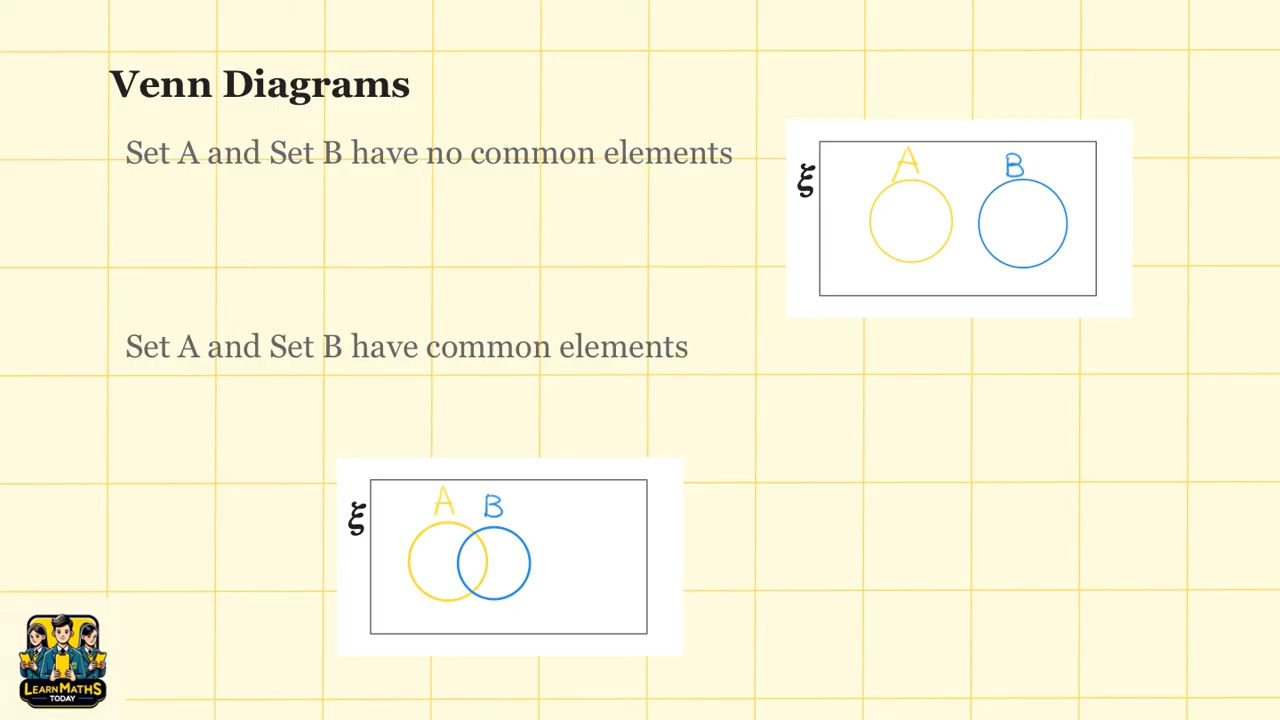 Venn Diagrams
Set A and Set B have no common elements
ξ
A
B
Set A and Set B have common elements
ξ
A
B
LEARNMATHS
TODAY